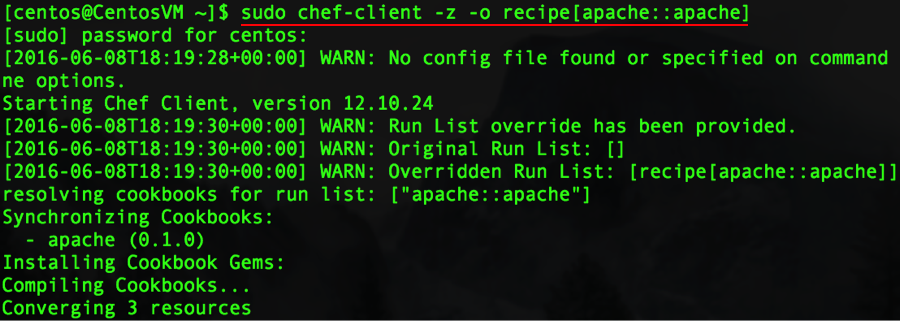 [centos@CentosVM ~]$ sudo chef-client -z -o recipe[apache::apache]
[sudo] password for centos:
[2016-06-08T18:19:28+00:00] WARN: No config file found or specified on command
ne options.
Starting Chef Client, version 12.10.24
[2016-06-08T18:19:30+00:00] WARN: Run List override has been provided.
[2016-06-08T18:19:30+00:00] WARN: Original Run List: []
[2016-06-08T18:19:30+00:00] WARN: Overridden Run List: [recipe[apache::apache]]
resolving cookbooks for run list: ["apache::apache"]
Synchronizing Cookbooks:
  - apache (0.1.0)
Installing Cookbook Gems:
Compiling Cookbooks...
Converging 3 resources